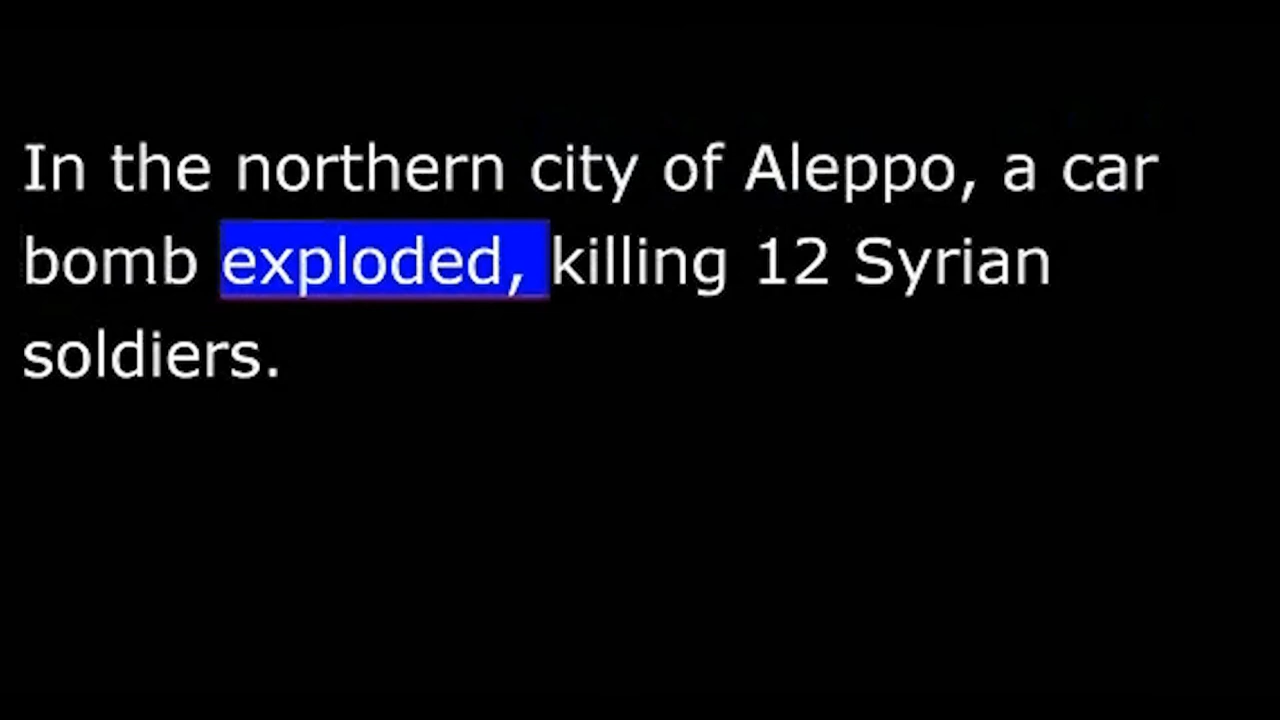 In the northern city of Aleppo, a car
bomb exploded, killing 12 Syrian
soldiers.